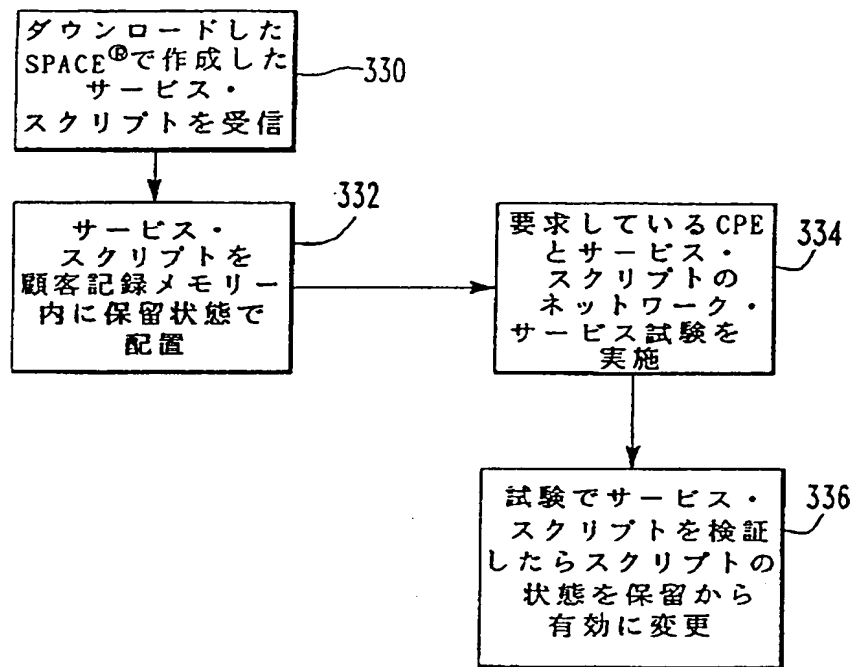 ダウンロードした
SPACE®で作成した
サービス・
スクリプトを受信
330
サービス・
スクリプトを
顧客記録メモリー
内に保留状態で
配置
332
要求しているCPE
とサービス・
スクリプトの
ネットワーク・
サービス試験を
実施
334
試験でサービス・
スクリプトを検証
したらスクリプトの
状態を保留から
有効に変更
336